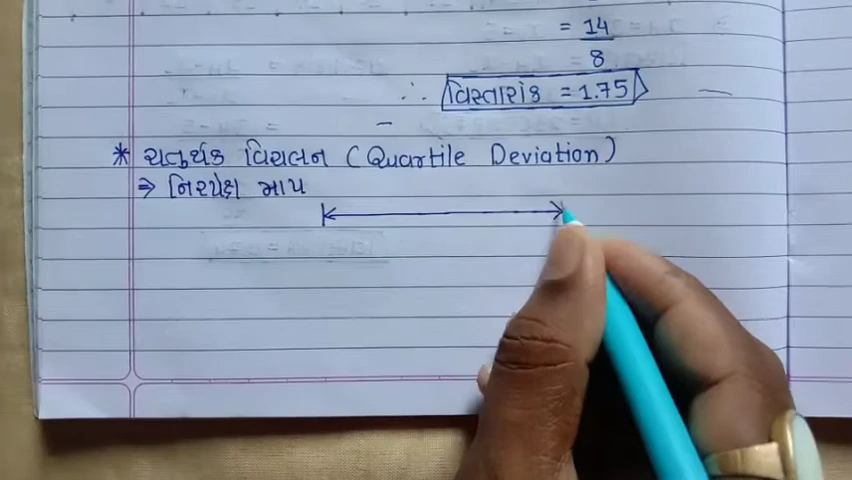 = 14
8
∴ વિસ્તારાંક = 1.75
* ચતુર્થક વિચલન ( Quartile Deviation )
⇒ નિરપેક્ષ માપ